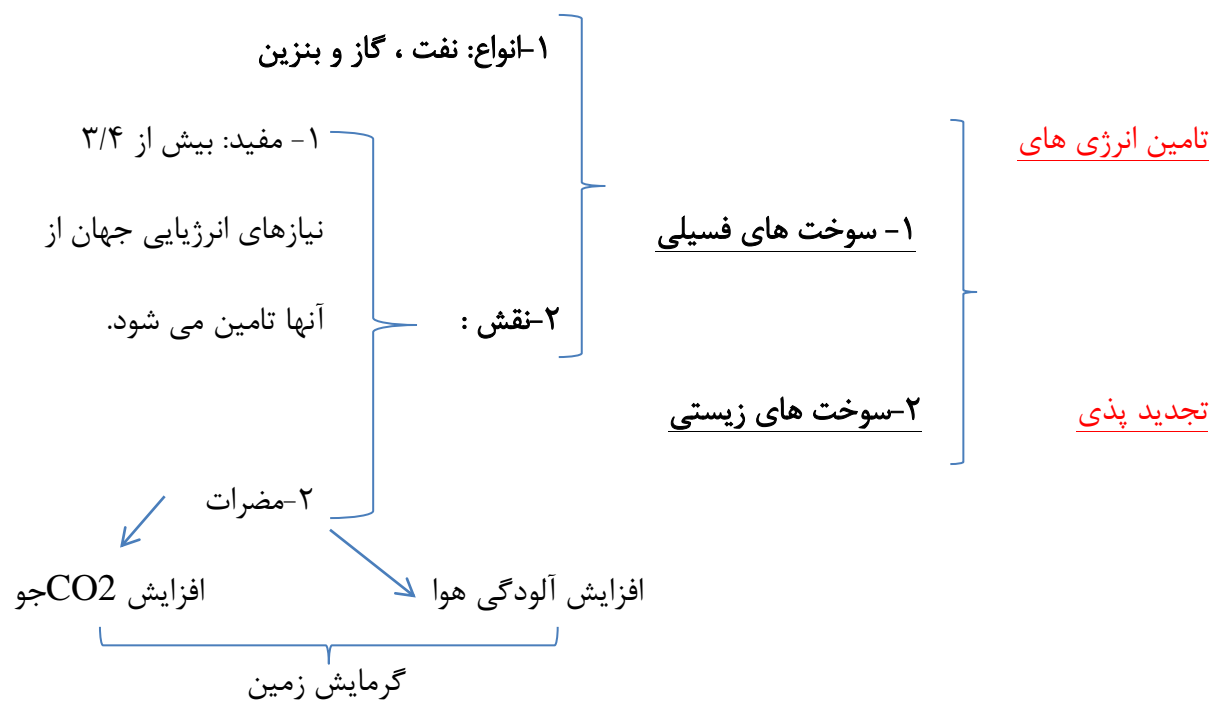 ۱-انواع: نفت ، گاز و بنزین
تامین انرژی های
۱- مفید: بیش از ۳/۴
۱- سوخت های فسیلی
نیازهای انرژیایی جهان از
۲-نقش :
آنها تامین می شود.
تجدید پذی
۲-سوخت های زیستی
۲-مضرات
افزایش آلودگی هوا
افزایش CO2جو
گرمایش زمین